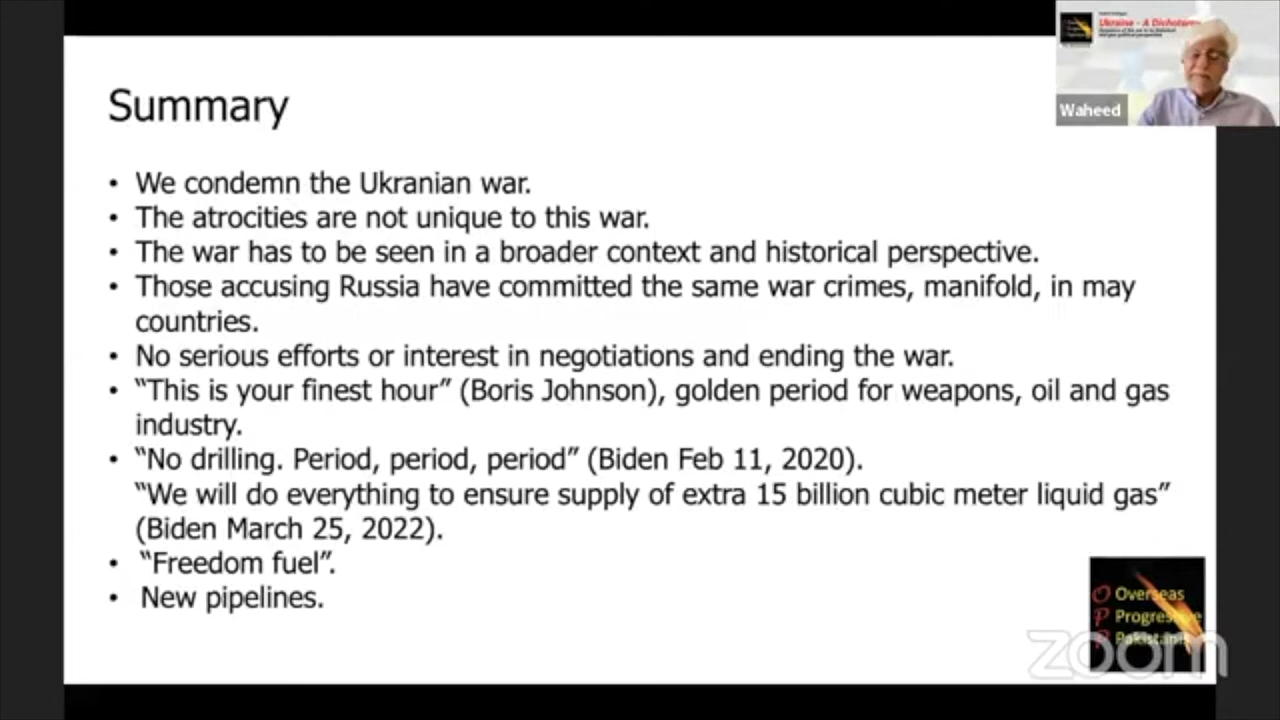 Ukraine - A Dichotomy
Waheed
Summary
• We condemn the Ukranian war.
• The atrocities are not unique to this war.
• The war has to be seen in a broader context and historical perspective.
• Those accusing Russia have committed the same war crimes, manifold, in may
countries.
• No serious efforts or interest in negotiations and ending the war.
• “This is your finest hour” (Boris Johnson), golden period for weapons, oil and gas
industry.
• “No drilling. Period, period, period” (Biden Feb 11, 2020).
“We will do everything to ensure supply of extra 15 billion cubic meter liquid gas”
(Biden March 25, 2022).
• “Freedom fuel”.
• New pipelines.
O Overseas
P Progressive
P Pakistanis
zoom